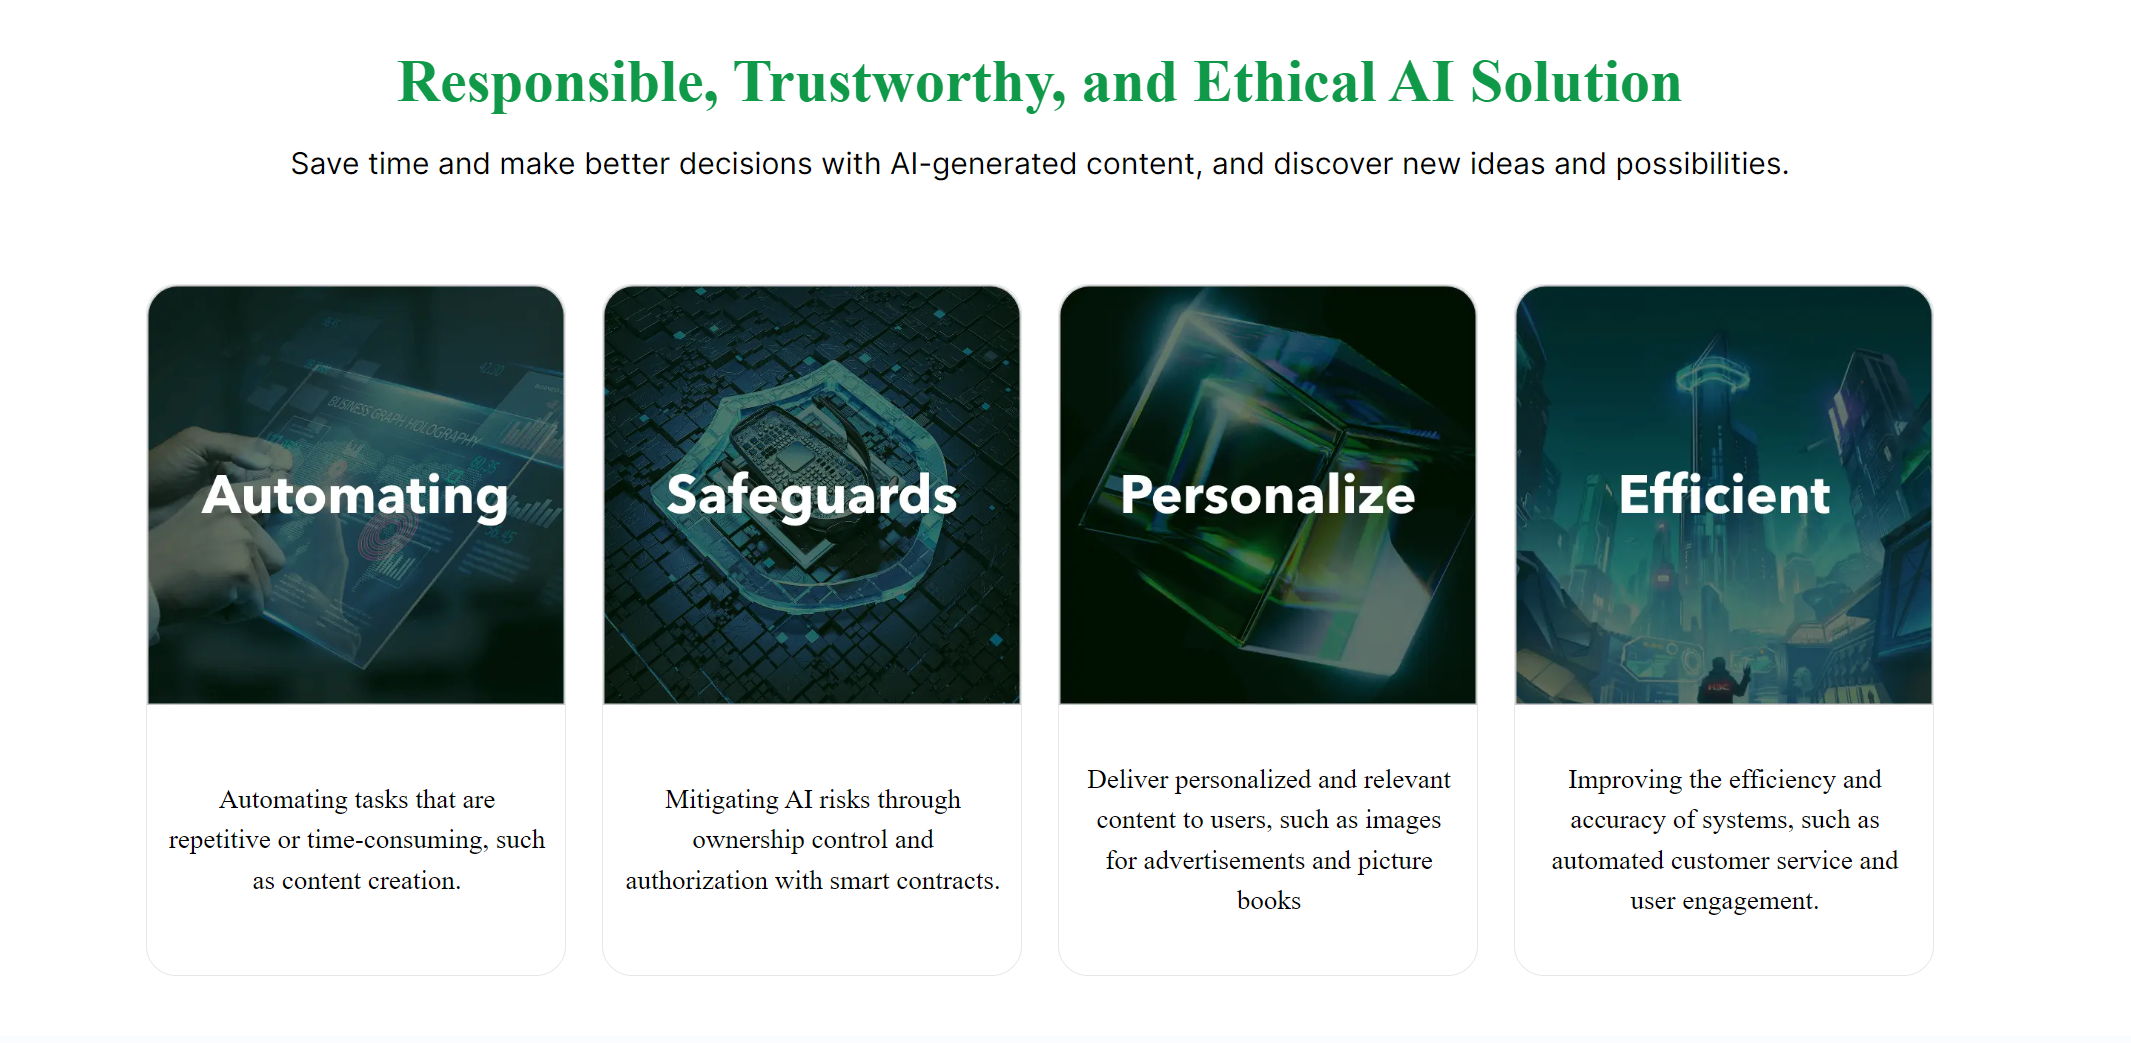 Responsible, Trustworthy, and Ethical AI Solution
Save time and make better decisions with AI-generated content, and discover new ideas and possibilities.
BUSINESS GRAPH HOLOGRAPHY
Automating
Automating tasks that are
repetitive or time-consuming, such
as content creation.
Safeguards
Mitigating AI risks through
ownership control and
authorization with smart contracts.
Personalize
Deliver personalized and relevant
content to users, such as images
for advertisements and picture
books
Efficient
Improving the efficiency and
accuracy of systems, such as
automated customer service and
user engagement.